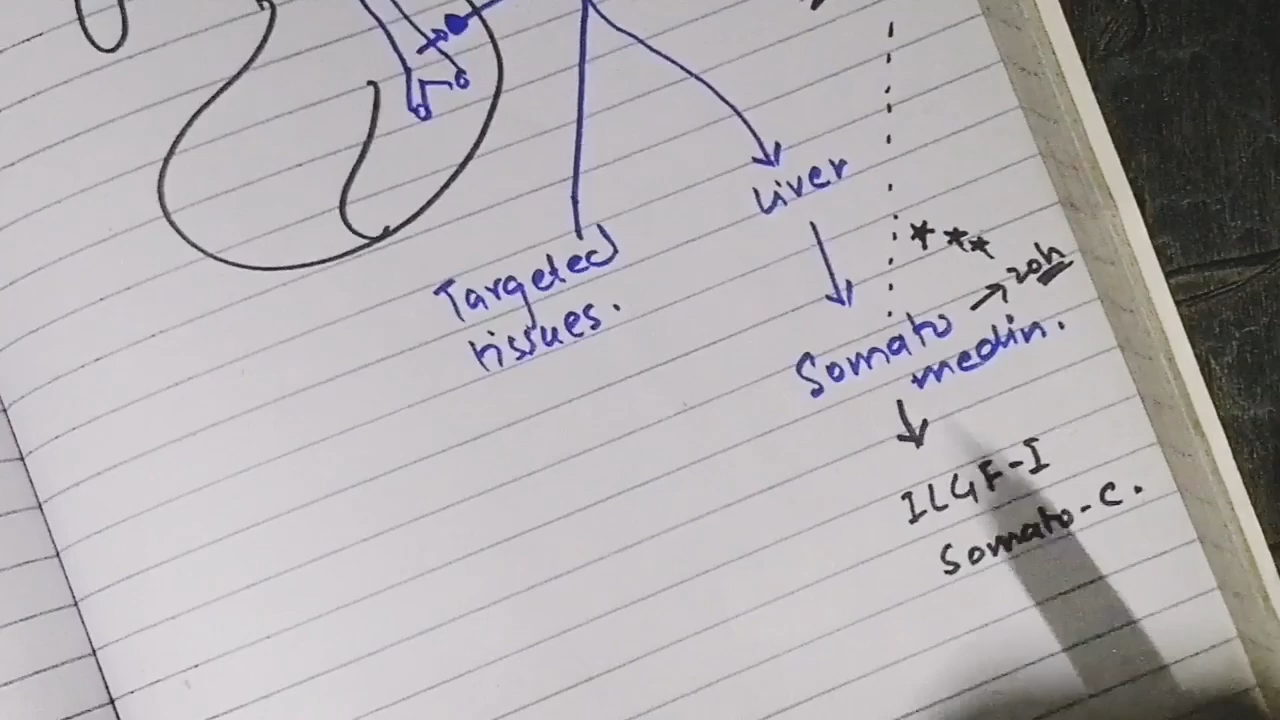 Liver
***
Targeted
tissues.
→ 20h
Somato
medin.
ILGF-I
Somato-C.